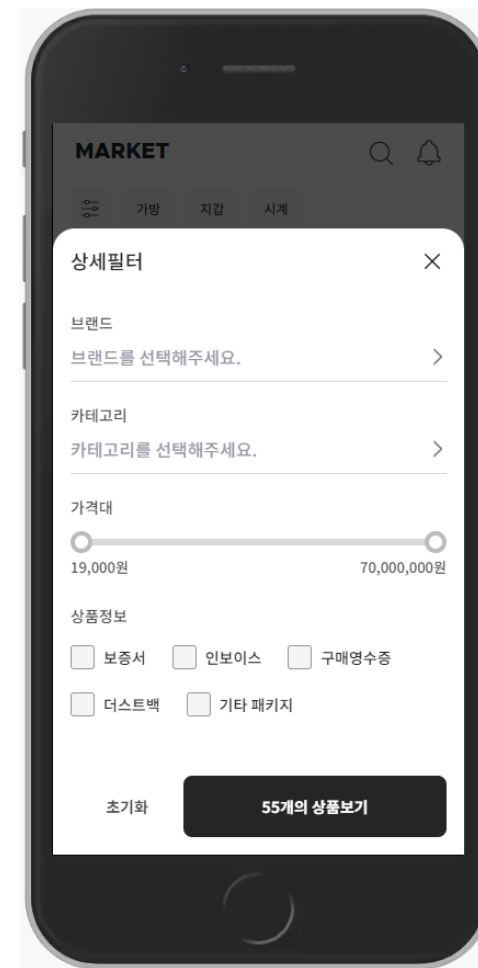 MARKET
가방 지갑 시계
상세필터
브랜드
브랜드를 선택해주세요.
카테고리
카테고리를 선택해주세요.
가격대
19,000원 70,000,000원
상품정보
보증서 인보이스 구매영수증
더스트백 기타 패키지
초기화 55개의 상품보기